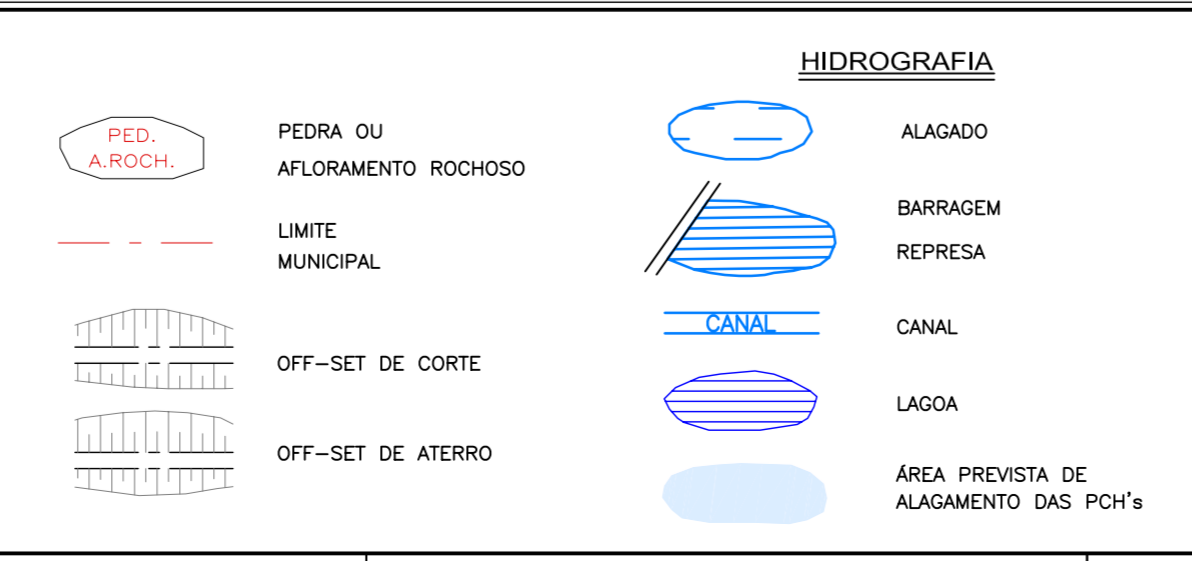 PED.
A.ROCH.
PEDRA OU
AFLORAMENTO ROCHOSO
LIMITE
MUNICIPAL
OFF-SET DE CORTE
OFF-SET DE ATERRO
HIDROGRAFIA
ALAGADO
BARRAGEM
REPRESA
CANAL
CANAL
LAGOA
ÁREA PREVISTA DE
ALAGAMENTO DAS PCH's